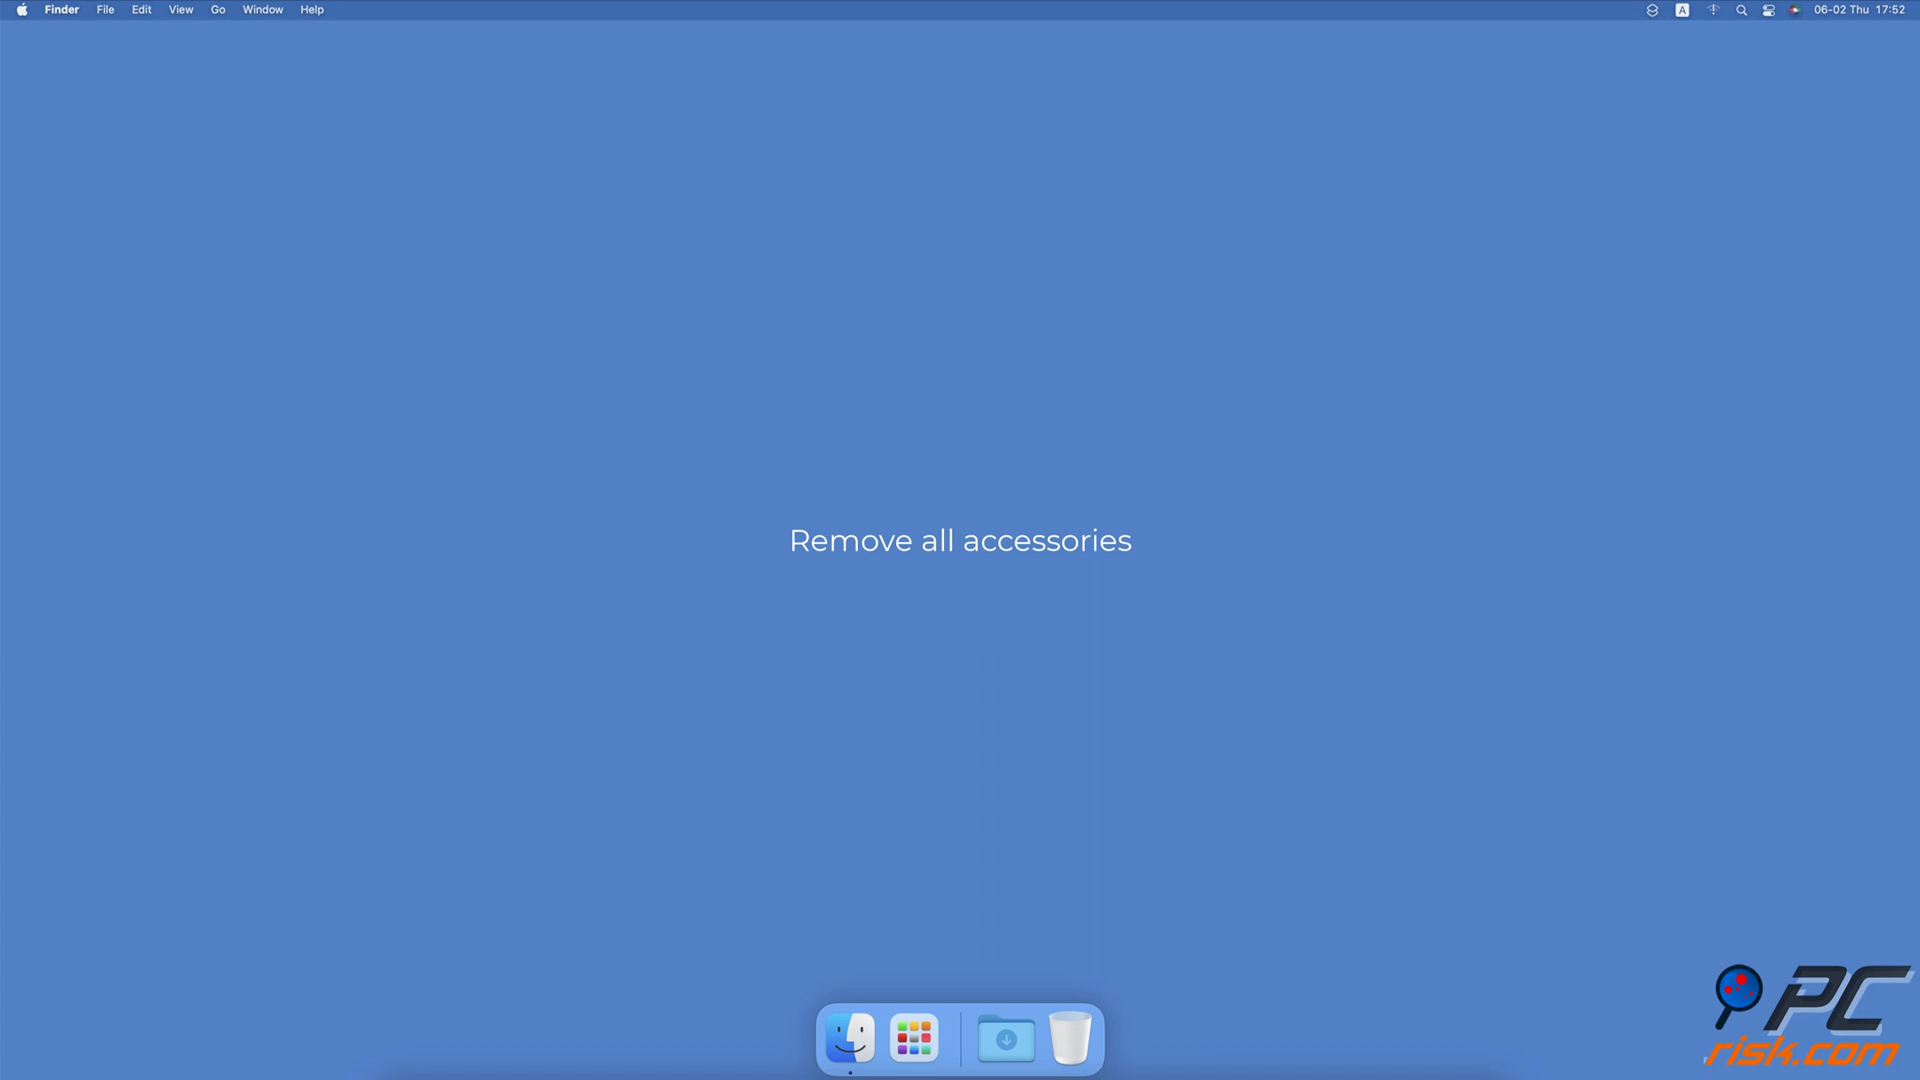 Finder File Edit View Go Window Help A 06-02 Thu 17:52
Remove all accessories
PC
risk.com